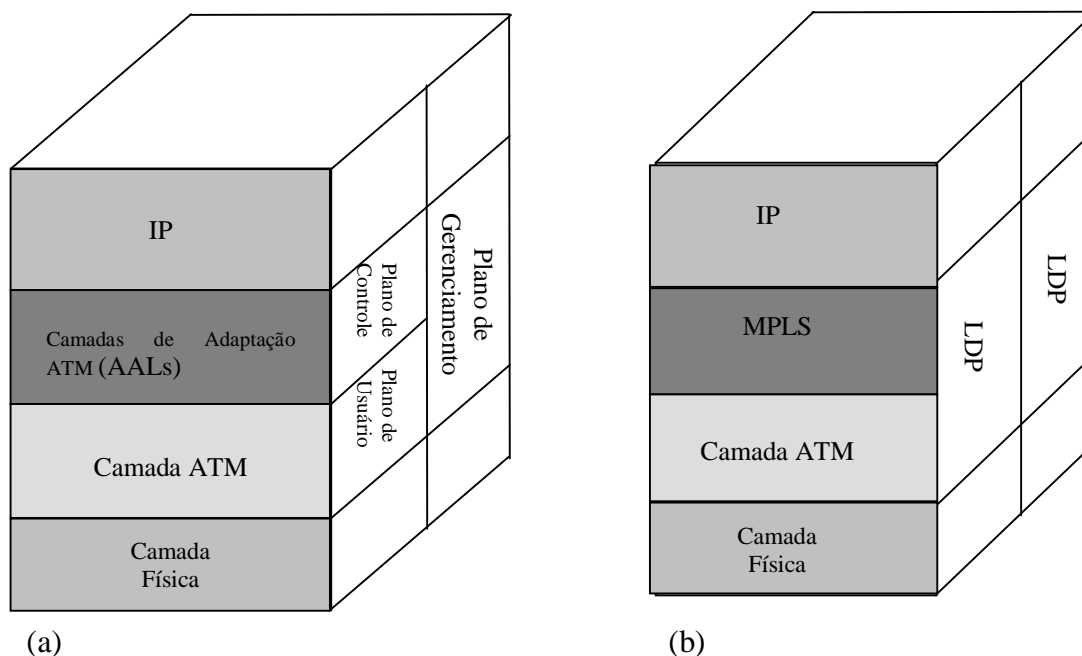 IP
Camadas de Adaptação
ATM (AALs)
Camada ATM
Camada
Física
Plano de
Controle
Plano de
Usuário
Plano de
Gerenciamento
(a)
IP
MPLS
Camada ATM
Camada
Física
LDP
LDP
(b)